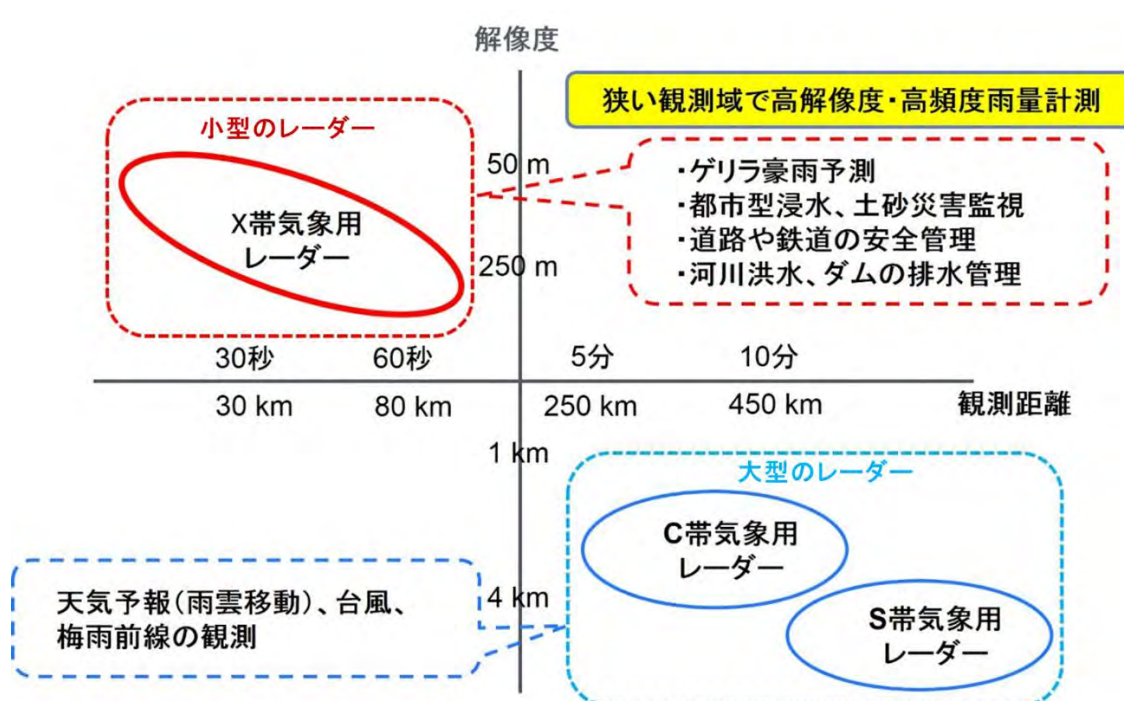 解像度
狭い観測域で高解像度・高頻度雨量計測
小型のレーダー
X帯気象用
レーダー
50 m
250 m
・ゲリラ豪雨予測
・都市型浸水、土砂災害監視
・道路や鉄道の安全管理
・河川洪水、ダムの排水管理
30秒
60秒
5分
10分
30 km
80 km
250 km
450 km
観測距離
1 km
4 km
大型のレーダー
C帯気象用
レーダー
S帯気象用
レーダー
天気予報(雨雲移動)、台風、
梅雨前線の観測